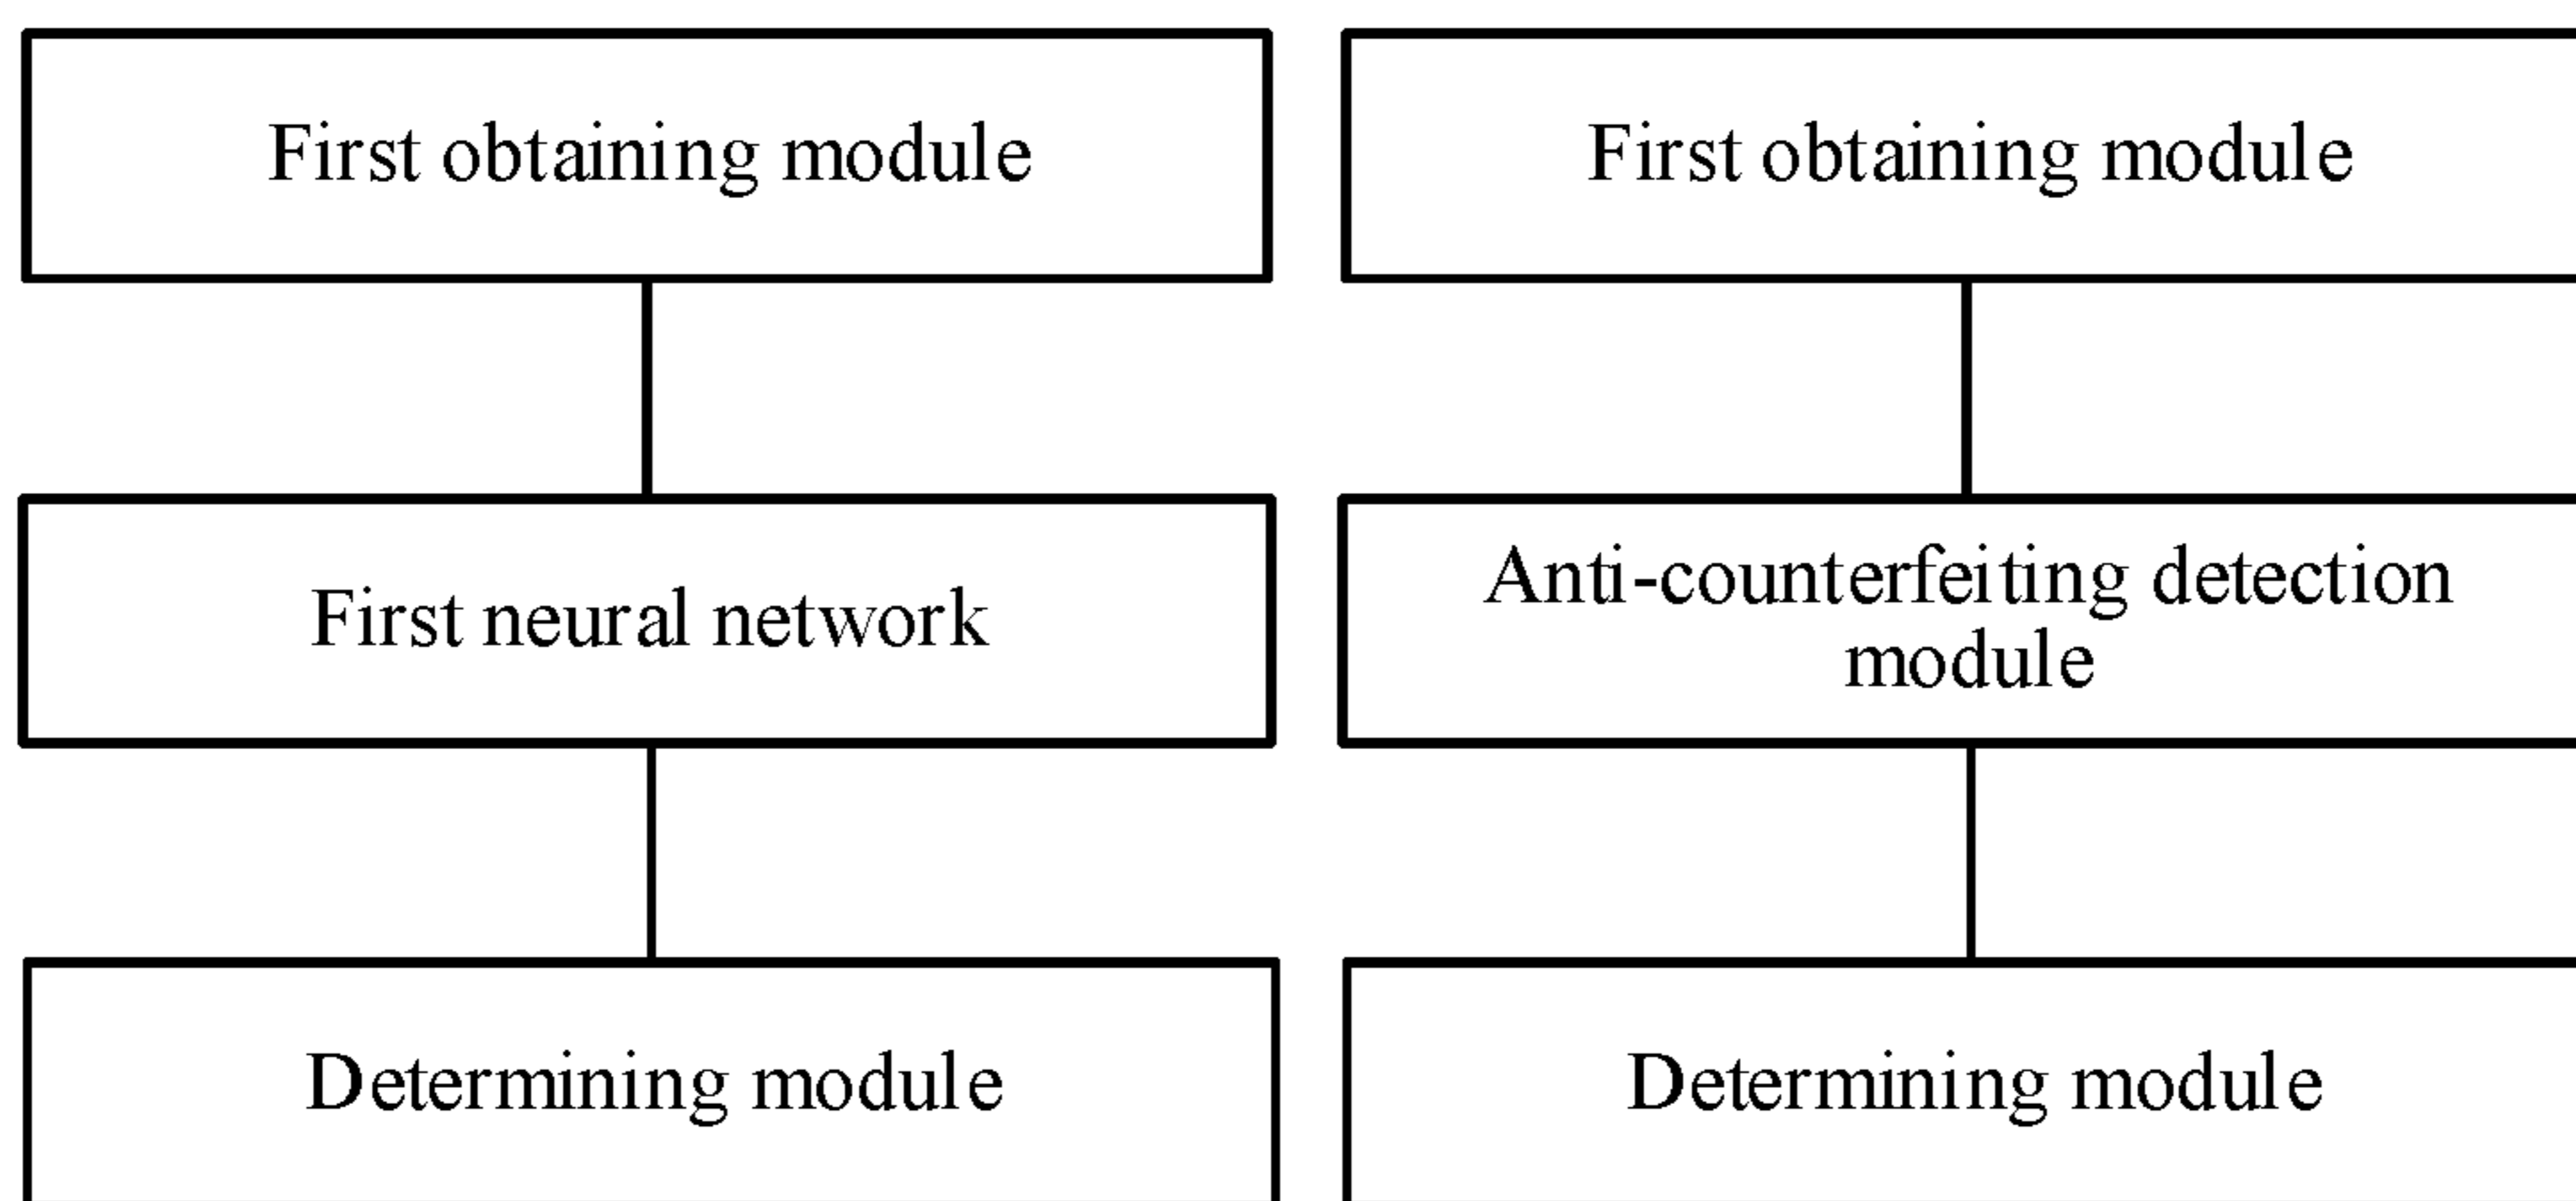 First obtaining module
First neural network
Determining module
First obtaining module
Anti-counterfeiting detection
module
Determining module